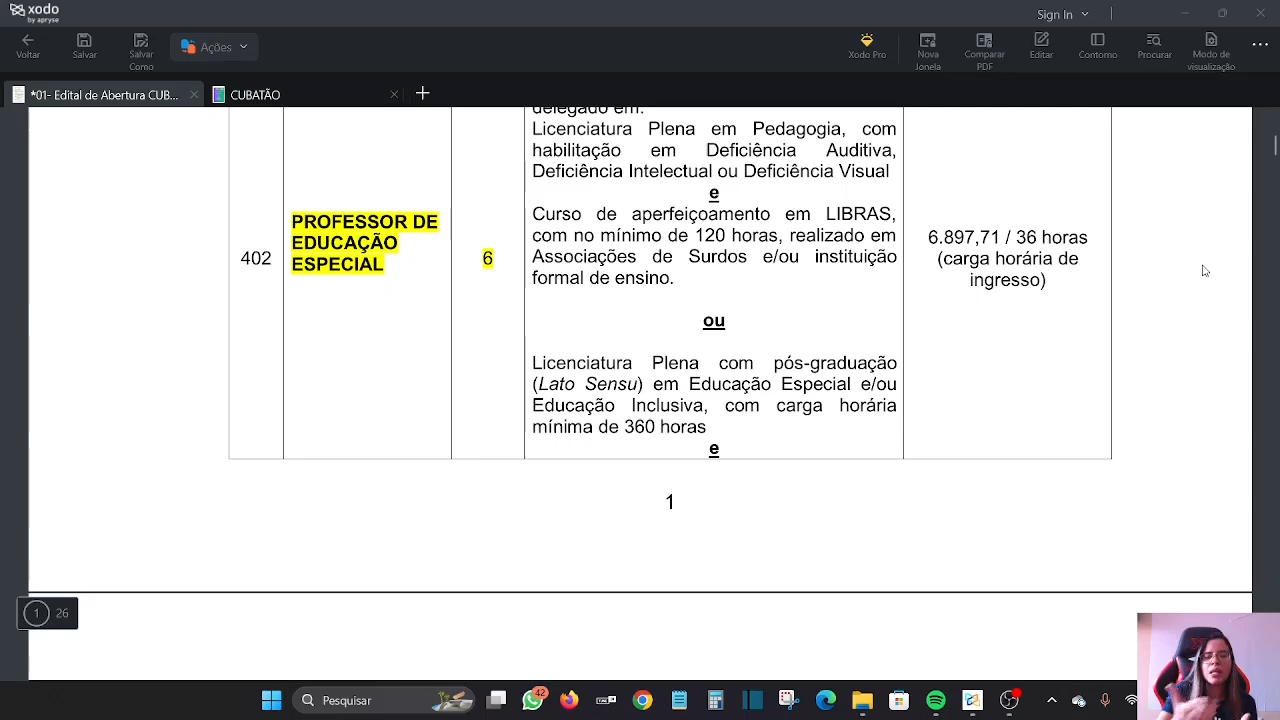 xodo
by apryse
Sign In
Voltar
Salvar
Salvar Como
Ações
Xodo Pro
Nova Janela
Comparar PDF
Editar
Contorno
Procurar
Modo de visualização
*01- Edital de Abertura CUB...
CUBATÃO
delegado em:
Licenciatura Plena em Pedagogia, com
habilitação em Deficiência Auditiva,
Deficiência Intelectual ou Deficiência Visual
e
Curso de aperfeiçoamento em LIBRAS,
com no mínimo de 120 horas, realizado em
Associações de Surdos e/ou instituição
formal de ensino.
ou
Licenciatura Plena com pós-graduação
(Lato Sensu) em Educação Especial e/ou
Educação Inclusiva, com carga horária
mínima de 360 horas
e
402
PROFESSOR DE
EDUCAÇÃO
ESPECIAL
6
6.897,71 / 36 horas
(carga horária de
ingresso)
1
1 26
Pesquisar
42